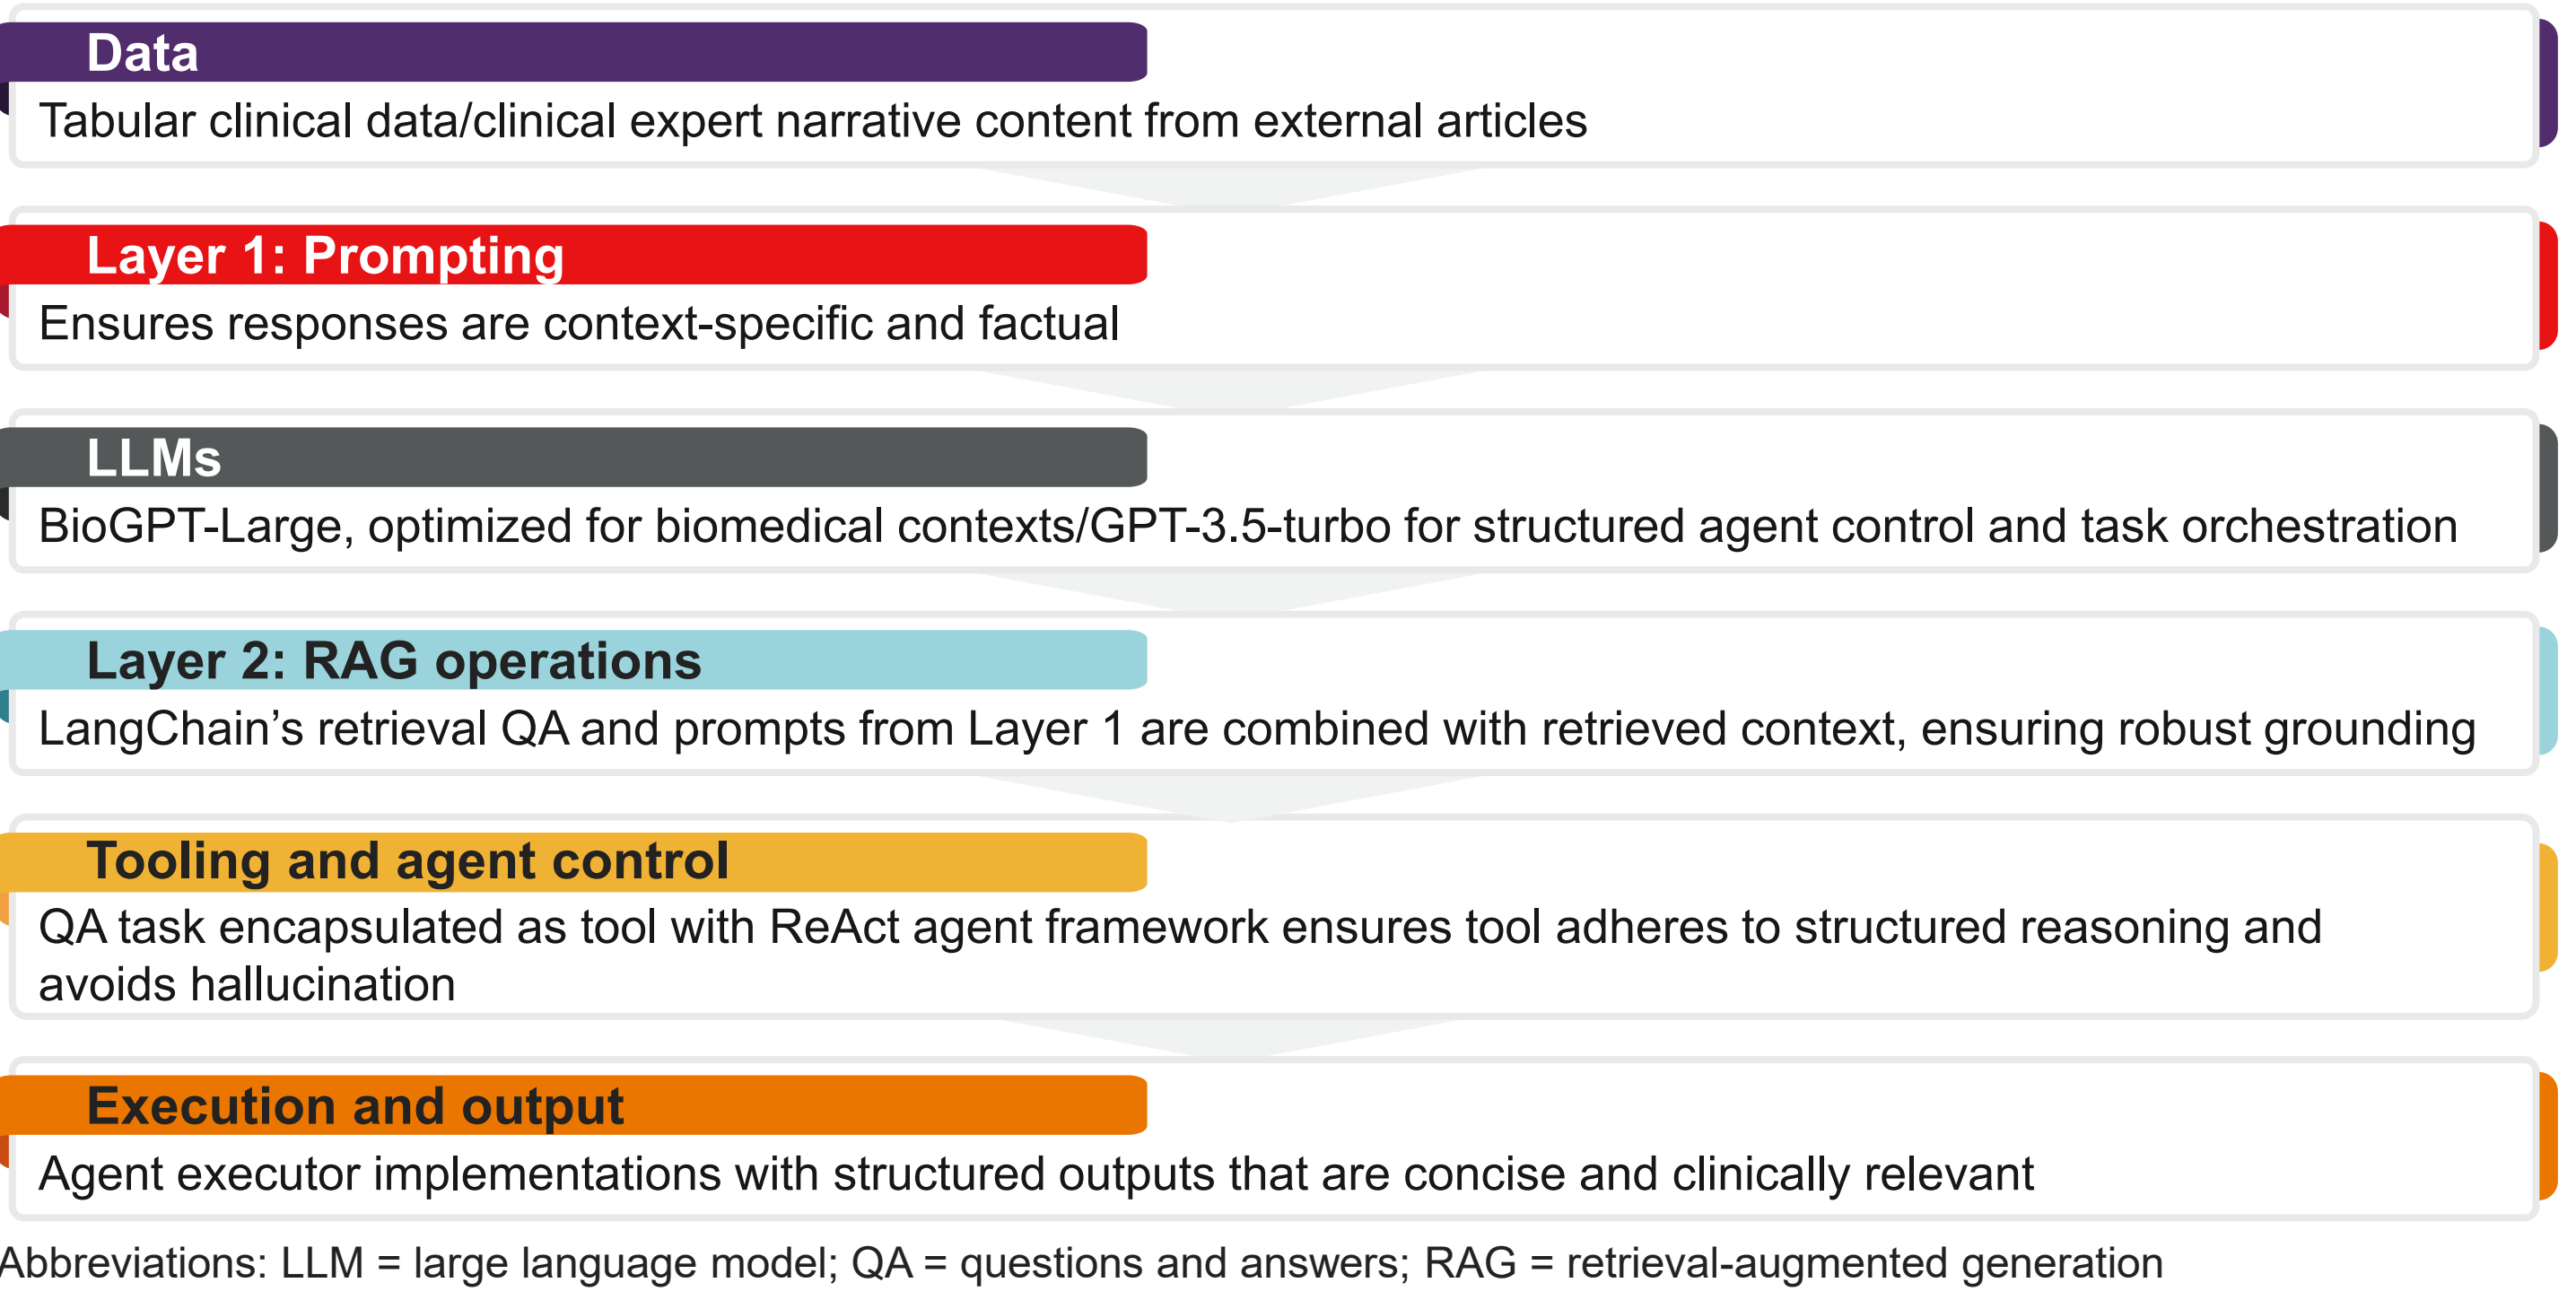 Data
Tabular clinical data/clinical expert narrative content from external articles
Layer 1: Prompting
Ensures responses are context-specific and factual
LLMs
BioGPT-Large, optimized for biomedical contexts/GPT-3.5-turbo for structured agent control and task orchestration
Layer 2: RAG operations
LangChain’s retrieval QA and prompts from Layer 1 are combined with retrieved context, ensuring robust grounding
Tooling and agent control
QA task encapsulated as tool with ReAct agent framework ensures tool adheres to structured reasoning and
avoids hallucination
Execution and output
Agent executor implementations with structured outputs that are concise and clinically relevant
Abbreviations: LLM = large language model; QA = questions and answers; RAG = retrieval-augmented generation